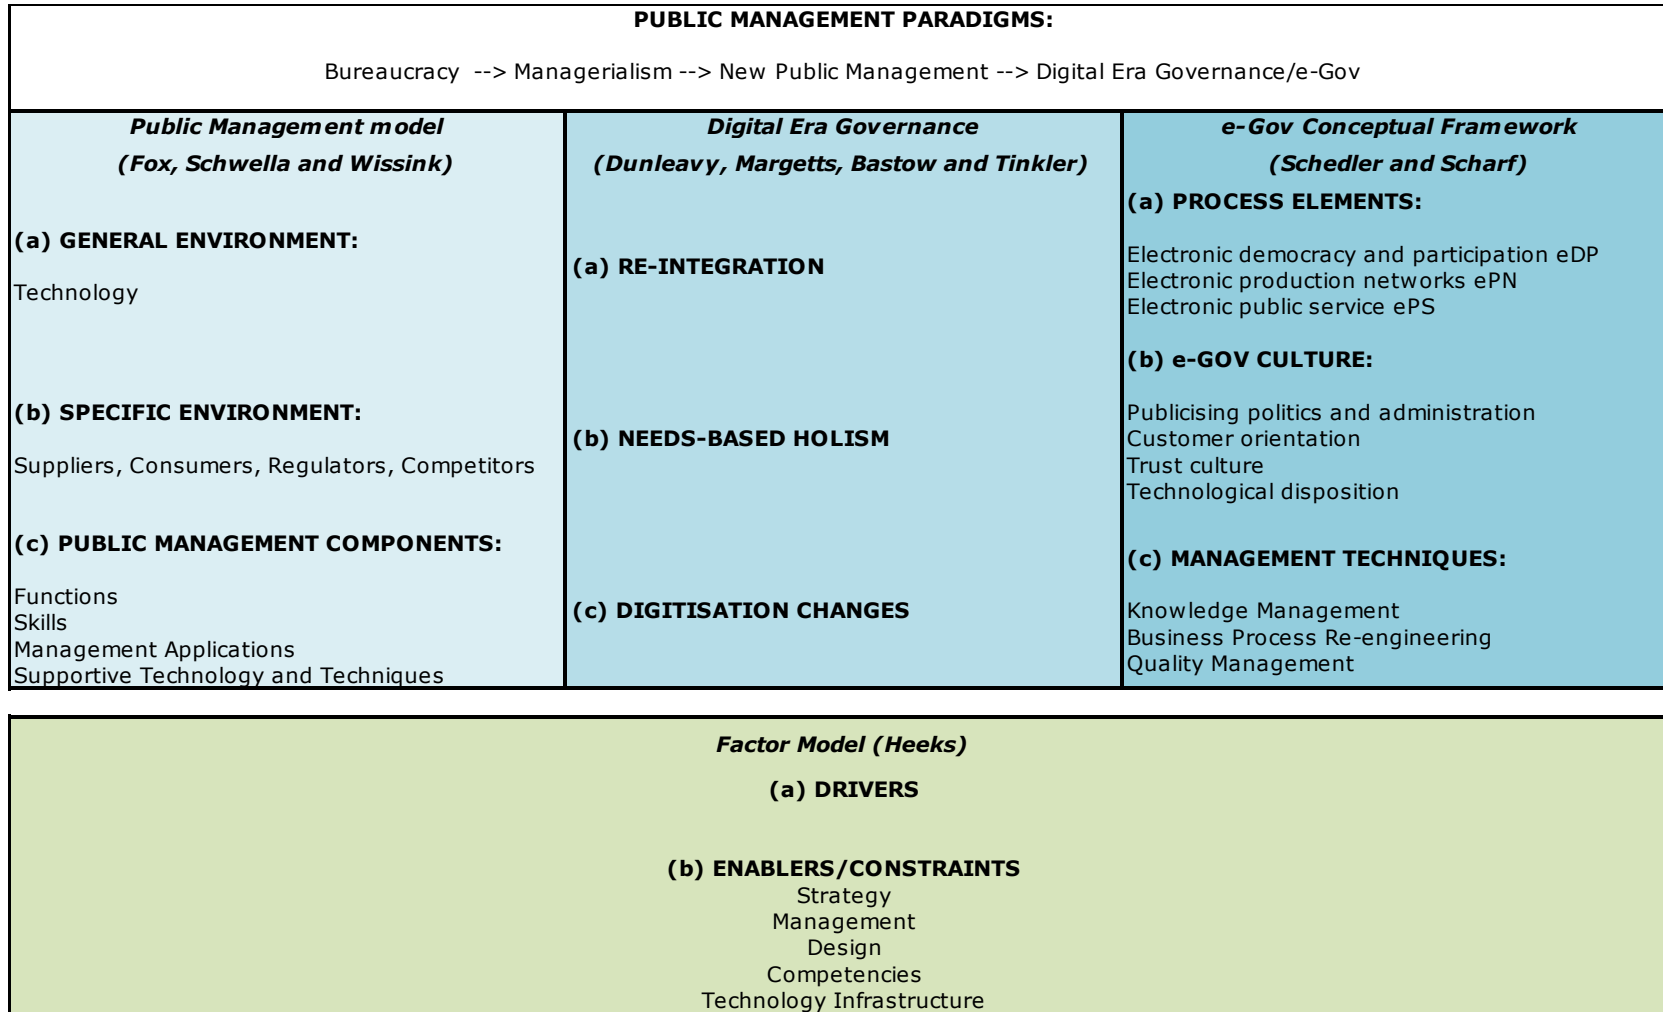 PUBLIC MANAGEMENT PARADIGMS:
Bureaucracy --> Managerialism --> New Public Management --> Digital Era Governance/e-Gov
Public Management model
(Fox, Schwella and Wissink)
(a) GENERAL ENVIRONMENT:
Technology
(b) SPECIFIC ENVIRONMENT:
Suppliers, Consumers, Regulators, Competitors
(c) PUBLIC MANAGEMENT COMPONENTS:
Functions
Skills
Management Applications
Supportive Technology and Techniques
Digital Era Governance
(Dunleavy, Margetts, Bastow and Tinkler)
(a) RE-INTEGRATION
(b) NEEDS-BASED HOLISM
(c) DIGITISATION CHANGES
e-Gov Conceptual Framework
(Schedler and Scharf)
(a) PROCESS ELEMENTS:
Electronic democracy and participation eDP
Electronic production networks ePN
Electronic public service ePS
(b) e-GOV CULTURE:
Publicising politics and administration
Customer orientation
Trust culture
Technological disposition
(c) MANAGEMENT TECHNIQUES:
Knowledge Management
Business Process Re-engineering
Quality Management
Factor Model (Heeks)
(a) DRIVERS
(b) ENABLERS/CONSTRAINTS
Strategy
Management
Design
Competencies
Technology Infrastructure